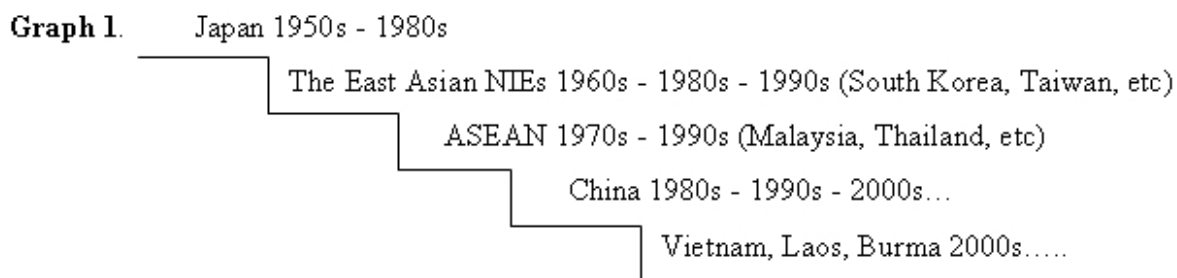 Graph 1. Japan 1950s - 1980s
The East Asian NIEs 1960s - 1980s - 1990s (South Korea, Taiwan, etc)
ASEAN 1970s - 1990s (Malaysia, Thailand, etc)
China 1980s - 1990s - 2000s...
Vietnam, Laos, Burma 2000s.....